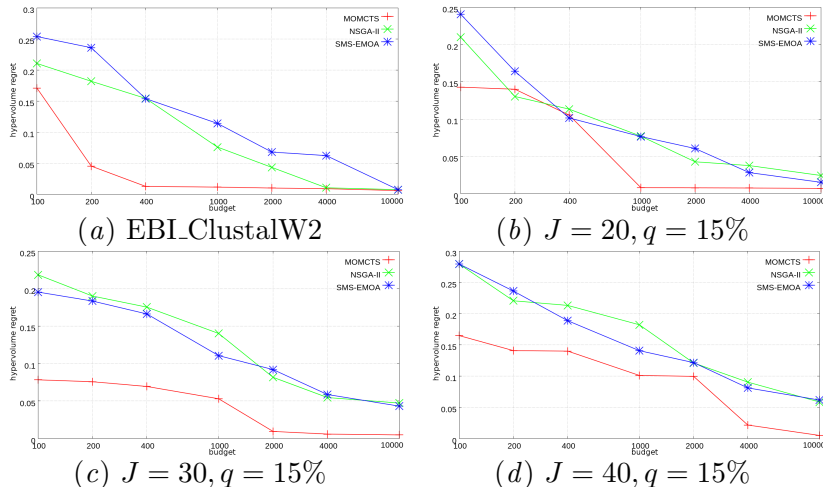 0.3
0.25
0.2
0.15
0.1
0.05
0
hypervolume regret
MOMCTS
NSGA-II
SMS-EMOA
100 200 400 1000 2000 4000 10000
budget
(a) EBI_ClustalW2
0.25
0.2
0.15
0.1
0.05
0
hypervolume regret
MOMCTS
NSGA-II
SMS-EMOA
100 200 400 1000 2000 4000 10000
budget
(b) J = 20, q = 15%
0.25
0.2
0.15
0.1
0.05
0
hypervolume regret
MOMCTS
NSGA-II
SMS-EMOA
100 200 400 1000 2000 4000 10000
budget
(c) J = 30, q = 15%
0.3
0.25
0.2
0.15
0.1
0.05
0
hypervolume regret
MOMCTS
NSGA-II
SMS-EMOA
100 200 400 1000 2000 4000 10000
budget
(d) J = 40, q = 15%